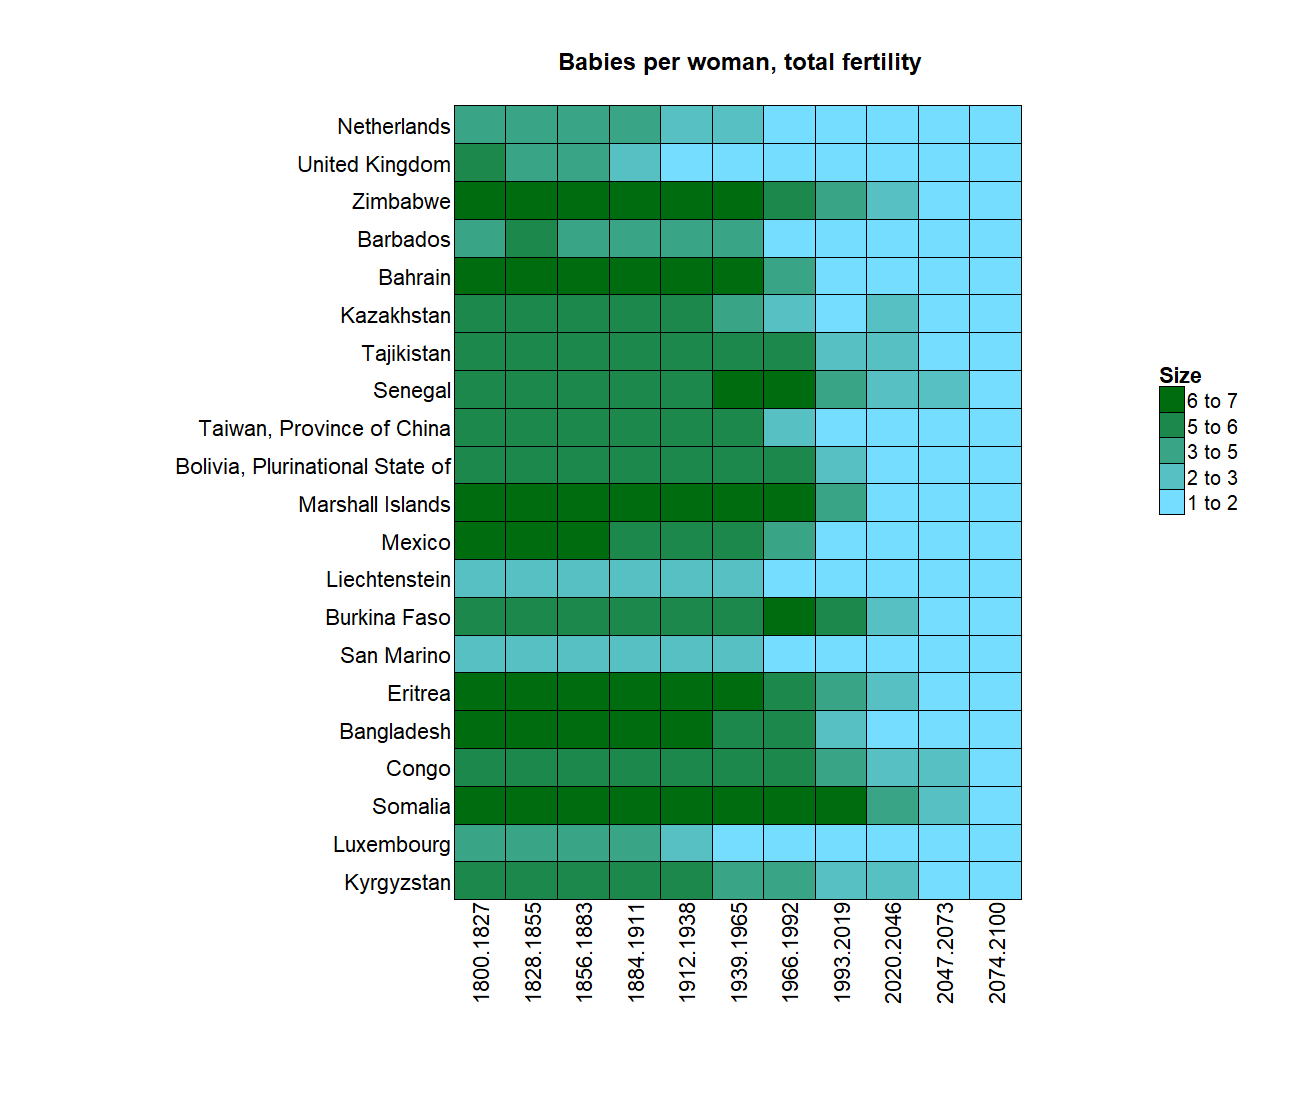 Babies per woman, total fertility
Netherlands
United Kingdom
Zimbabwe
Barbados
Bahrain
Kazakhstan
Tajikistan
Senegal
Taiwan, Province of China
Bolivia, Plurinational State of
Marshall Islands
Mexico
Liechtenstein
Burkina Faso
San Marino
Eritrea
Bangladesh
Congo
Somalia
Luxembourg
Kyrgyzstan
1800.1827
1828.1855
1856.1883
1884.1911
1912.1938
1939.1965
1966.1992
1993.2019
2020.2046
2047.2073
2074.2100
Size
6 to 7
5 to 6
3 to 5
2 to 3
1 to 2